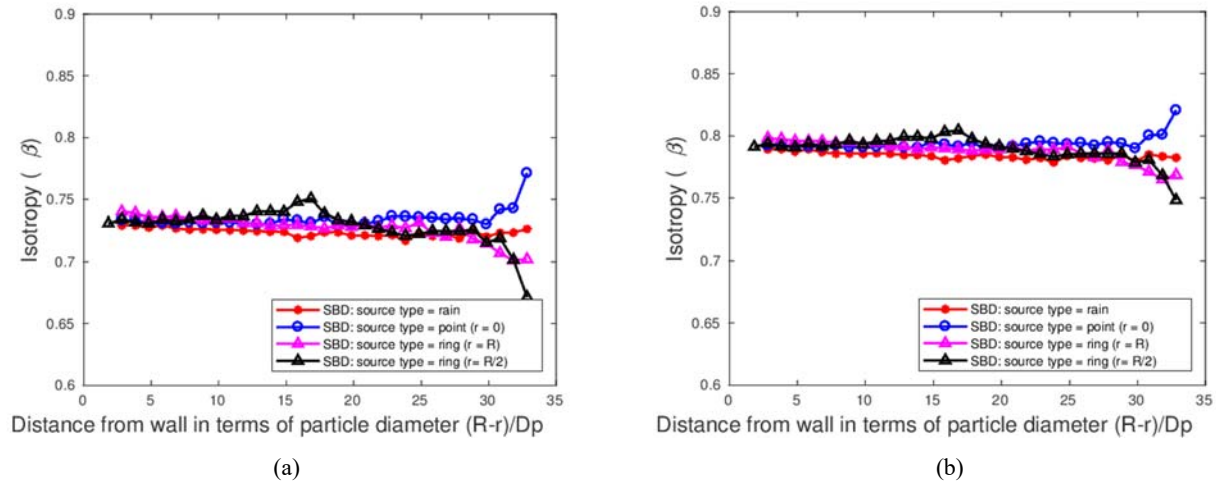 0.9
0.85
0.8
0.75
0.7
0.65
0.6
Isotropy ( β)
0 5 10 15 20 25 30 35
SBD: source type = rain
SBD: source type = point (r = 0)
SBD: source type = ring (r = R)
SBD: source type = ring (r= R/2)
Distance from wall in terms of particle diameter (R-r)/Dp
(a)
0.9
0.85
0.8
0.75
0.7
0.65
0.6
Isotropy ( β)
0 5 10 15 20 25 30 35
SBD: source type = rain
SBD: source type = point (r = 0)
SBD: source type = ring (r = R)
SBD: source type = ring (r= R/2)
Distance from wall in terms of particle diameter (R-r)/Dp
(b)